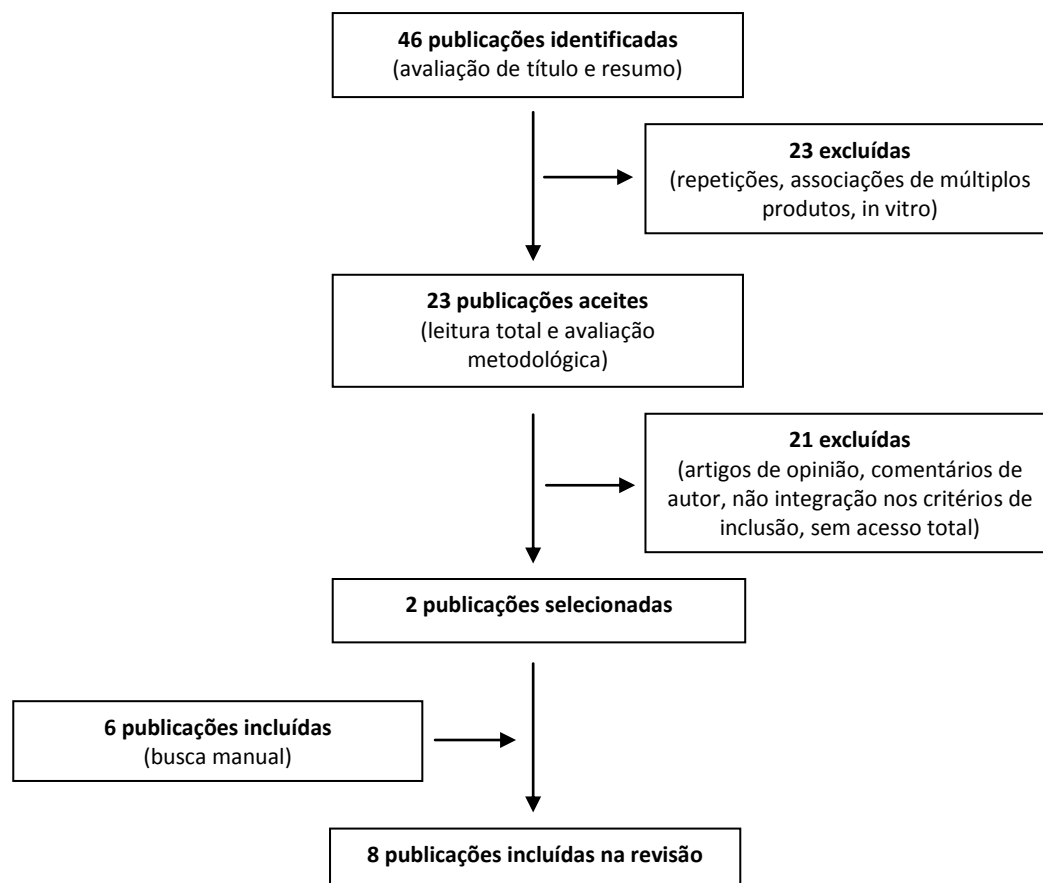 46 publicações identificadas
(avaliação de título e resumo)
23 excluídas
(repetições, associações de múltiplos
produtos, in vitro)
23 publicações aceites
(leitura total e avaliação
metodológica)
21 excluídas
(artigos de opinião, comentários de
autor, não integração nos critérios de
inclusão, sem acesso total)
2 publicações selecionadas
6 publicações incluídas
(busca manual)
8 publicações incluídas na revisão